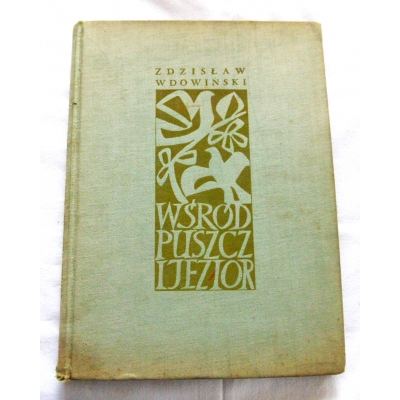 ZDZISŁAW
WDOWIŃSKI
WŚRÓD
PUSZCZ
I JEZIOR